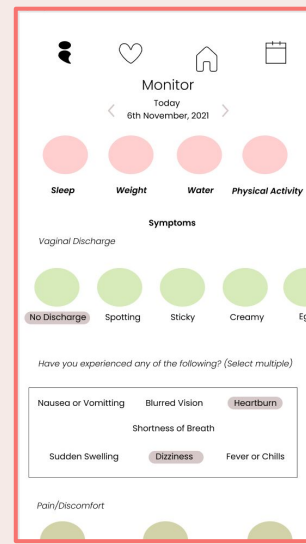 Monitor
Today
6th November, 2021
Sleep Weight Water Physical Activity
Symptoms
Vaginal Discharge
No Discharge Spotting Sticky Creamy
Have you experienced any of the following? (Select multiple)
Nausea or Vomitting Blurred Vision Heartburn
Shortness of Breath
Sudden Swelling Dizziness Fever or Chills
Pain/Discomfort